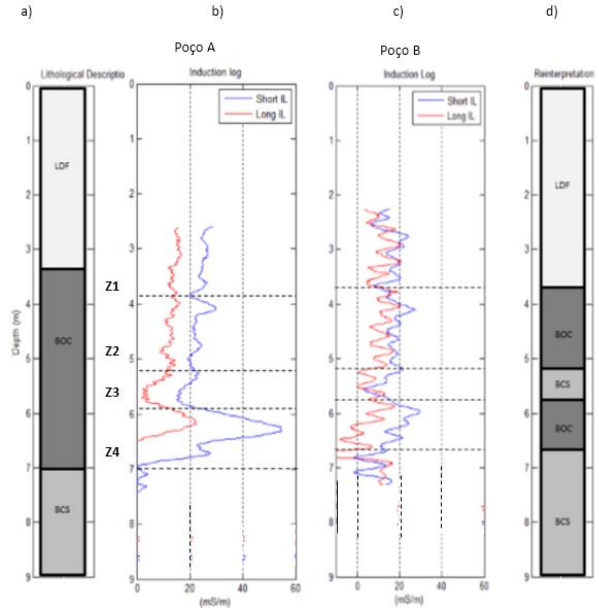 a)
b)
c)
d)
Poço A
Poço B
Lithological Descriptio
Induction log
Induction Log
Reinterpretation
Short IL
Long IL
Short IL
Long IL
0
1
2
3
4
5
6
7
8
9
Depth (m)
LDF
BOC
BCS
Z1
Z2
Z3
Z4
0
1
2
3
4
5
6
7
8
9
0
20
40
60
(mS/m)
0
1
2
3
4
5
6
7
8
9
0
20
40
60
(mS/m)
0
1
2
3
4
5
6
7
8
9
LDF
BOC
BCS
BOC
BCS